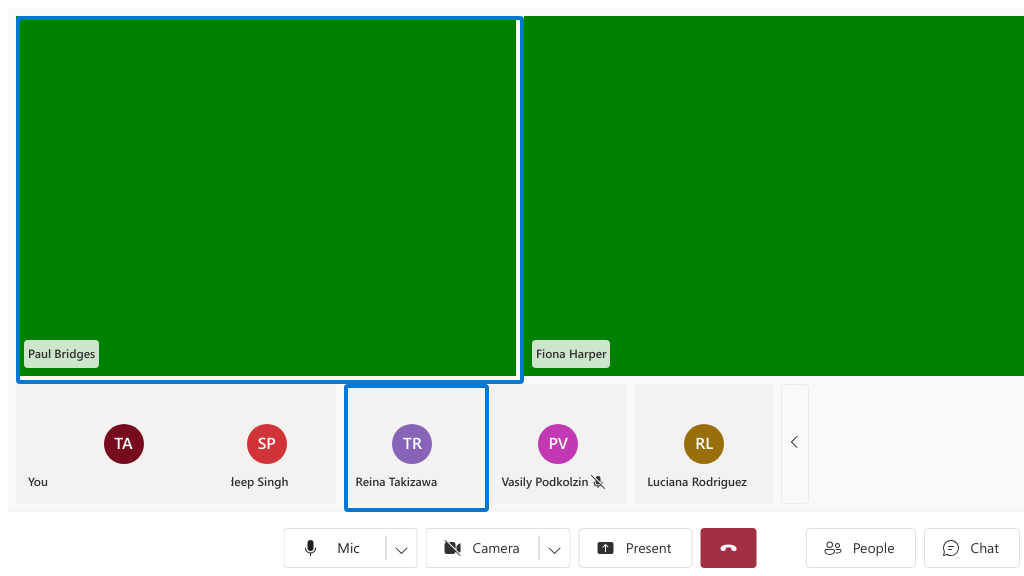 Paul Bridges
Fiona Harper
TA
SP
TR
PV
RL
You
deep Singh
Reina Takizawa
Vasily Podkolzin
Luciana Rodriguez
Mic
Camera
Present
People
Chat